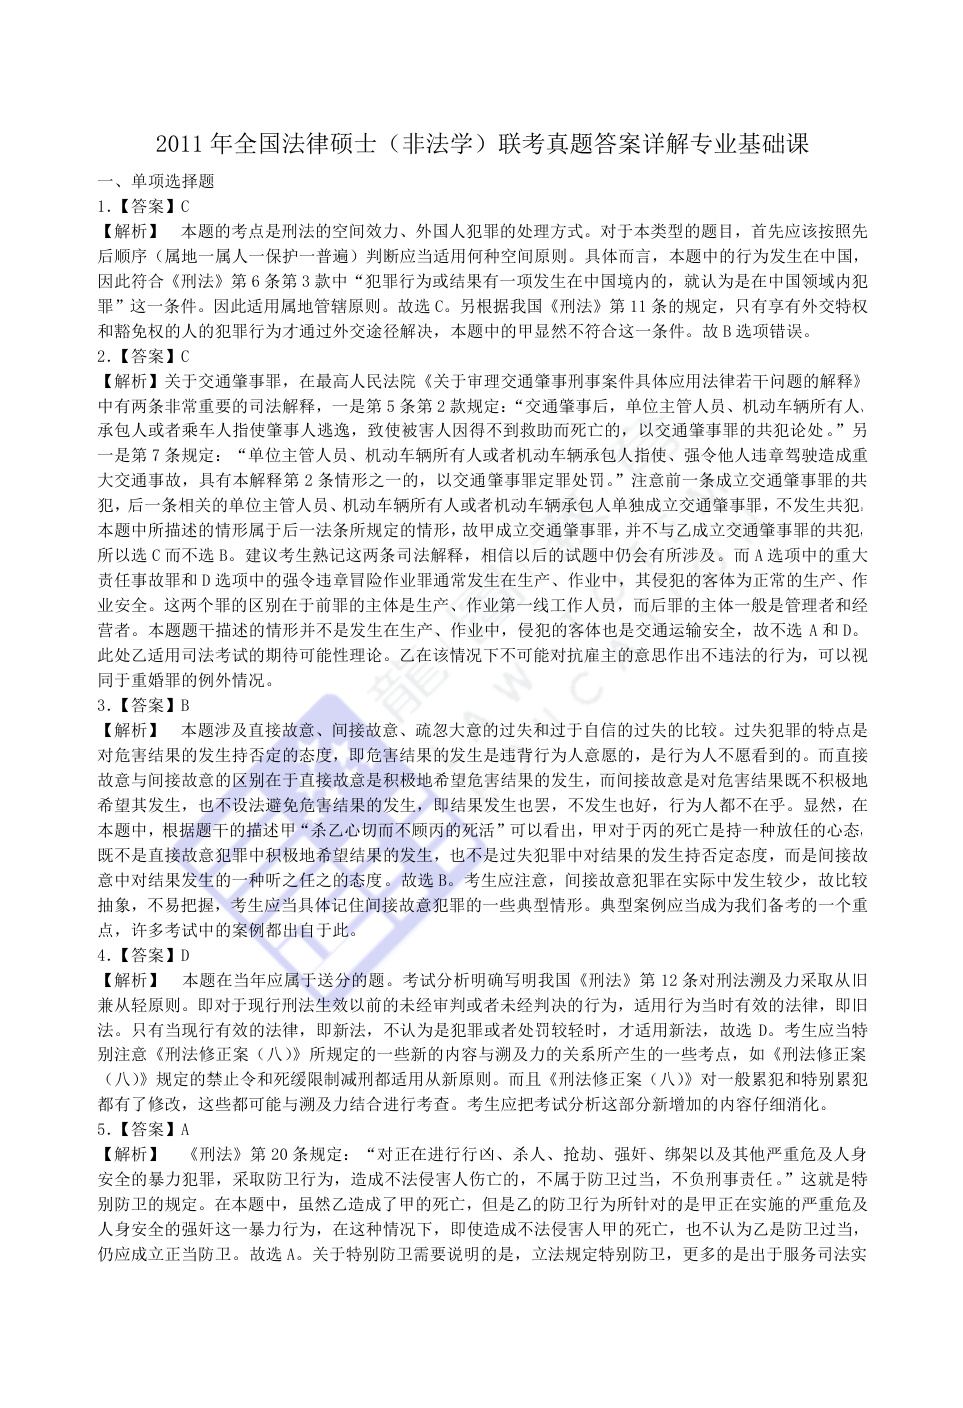 2011 年全国法律硕士（非法学）联考真题答案详解专业基础课
一、单项选择题
1.【答案】C
【解析】 本题的考点是刑法的空间效力、外国人犯罪的处理方式。对于本类型的题目，首先应该按照先
后顺序（属地一属人一保护一普遍）判断应当适用何种空间原则。具体而言，本题中的行为发生在中国，
因此符合《刑法》第 6 条第 3 款中“犯罪行为或结果有一项发生在中国境内的，就认为是在中国领域内犯
罪”这一条件。因此适用属地管辖原则。故选 C。另根据我国《刑法》第 11 条的规定，只有享有外交特权
和豁免权的人的犯罪行为才通过外交途径解决，本题中的甲显然不符合这一条件。故 B 选项错误。
2.【答案】C
【解析】关于交通肇事罪，在最高人民法院《关于审理交通肇事刑事案件具体应用法律若干问题的解释》
中有两条非常重要的司法解释，一是第 5 条第 2 款规定：“交通肇事后，单位主管人员、机动车辆所有人、
承包人或者乘车人指使肇事人逃逸，致使被害人因得不到救助而死亡的，以交通肇事罪的共犯论处。”另
一是第 7 条规定：“单位主管人员、机动车辆所有人或者机动车辆承包人指使、强令他人违章驾驶造成重
大交通事故，具有本解释第 2 条情形之一的，以交通肇事罪定罪处罚。”注意前一条成立交通肇事罪的共
犯，后一条相关的单位主管人员、机动车辆所有人或者机动车辆承包人单独成立交通肇事罪，不发生共犯。
本题中所描述的情形属于后一法条所规定的情形，故甲成立交通肇事罪，并不与乙成立交通肇事罪的共犯，
所以选 C 而不选 B。建议考生熟记这两条司法解释，相信以后的试题中仍会有所涉及。而 A 选项中的重大
责任事故罪和 D 选项中的强令违章冒险作业罪通常发生在生产、作业中，其侵犯的客体为正常的生产、作
业安全。这两个罪的区别在于前罪的主体是生产、作业第一线工作人员，而后罪的主体一般是管理者和经
营者。本题题干描述的情形并不是发生在生产、作业中，侵犯的客体也是交通运输安全，故不选 A 和 D。
此处乙适用司法考试的期待可能性理论。乙在该情况下不可能对抗雇主的意思作出不违法的行为，可以视
同于重婚罪的例外情况。
3.【答案】B
【解析】 本题涉及直接故意、间接故意、疏忽大意的过失和过于自信的过失的比较。过失犯罪的特点是
对危害结果的发生持否定的态度，即危害结果的发生是违背行为人意愿的，是行为人不愿看到的。而直接
故意与间接故意的区别在于直接故意是积极地希望危害结果的发生，而间接故意是对危害结果既不积极地
希望其发生，也不设法避免危害结果的发生，即结果发生也罢，不发生也好，行为人都不在乎。显然，在
本题中，根据题干的描述甲“杀乙心切而不顾丙的死活”可以看出，甲对于丙的死亡是持一种放任的心态，
既不是直接故意犯罪中积极地希望结果的发生，也不是过失犯罪中对结果的发生持否定态度，而是间接故
意中对结果发生的一种听之任之的态度。故选 B。考生应注意，间接故意犯罪在实际中发生较少，故比较
抽象，不易把握，考生应当具体记住间接故意犯罪的一些典型情形。典型案例应当成为我们备考的一个重
点，许多考试中的案例都出自于此。
4.【答案】D
【解析】 本题在当年应属于送分的题。考试分析明确写明我国《刑法》第 12 条对刑法溯及力采取从旧
兼从轻原则。即对于现行刑法生效以前的未经审判或者未经判决的行为，适用行为当时有效的法律，即旧
法。只有当现行有效的法律，即新法，不认为是犯罪或者处罚较轻时，才适用新法，故选 D。考生应当特
别注意《刑法修正案（八）》所规定的一些新的内容与溯及力的关系所产生的一些考点，如《刑法修正案
（八）》规定的禁止令和死缓限制减刑都适用从新原则。而且《刑法修正案（八）》对一般累犯和特别累犯
都有了修改，这些都可能与溯及力结合进行考查。考生应把考试分析这部分新增加的内容仔细消化。
5.【答案】A
【解析】 《刑法》第 20 条规定：“对正在进行行凶、杀人、抢劫、强奸、绑架以及其他严重危及人身
安全的暴力犯罪，采取防卫行为，造成不法侵害人伤亡的，不属于防卫过当，不负刑事责任。”这就是特
别防卫的规定。在本题中，虽然乙造成了甲的死亡，但是乙的防卫行为所针对的是甲正在实施的严重危及
人身安全的强奸这一暴力行为，在这种情况下，即使造成不法侵害人甲的死亡，也不认为乙是防卫过当，
仍应成立正当防卫。故选 A。关于特别防卫需要说明的是，立法规定特别防卫，更多的是出于服务司法实